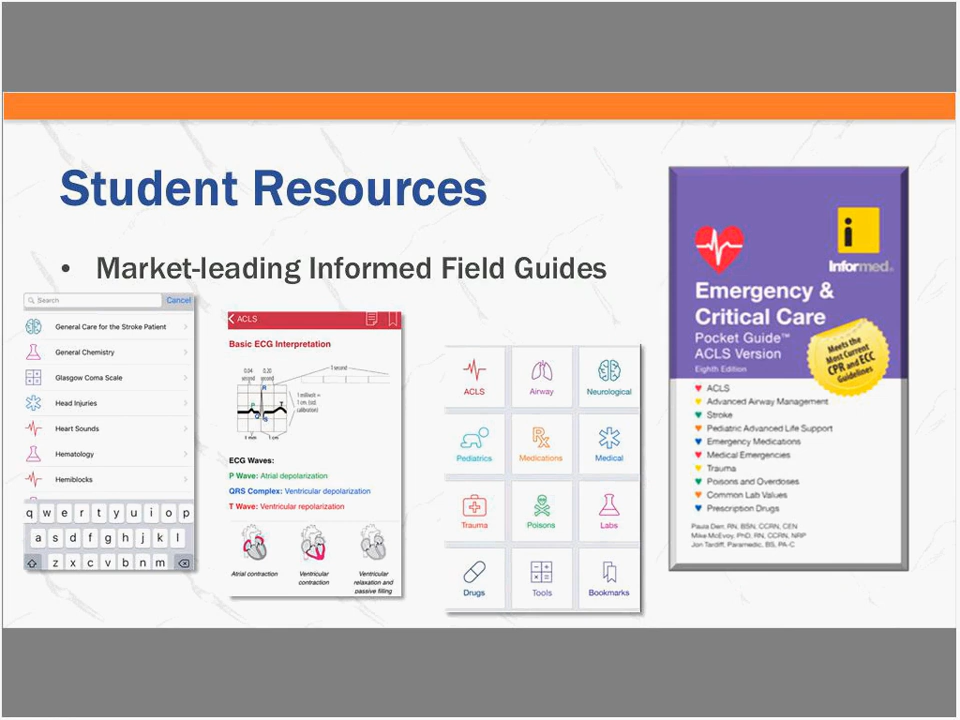 Student Resources
• Market-leading Informed Field Guides
Search Cancel
General Care for the Stroke Patient
General Chemistry
Glasgow Coma Scale
Head Injuries
Heart Sounds
Hematology
Hemiblocks
q w e r t y u i o p
a s d f g h j k l
z x c v b n m
ACLS
Basic ECG Interpretation
0.04 second
0.20 second
1 second
R
P
T
Q
S
1 millivolt =
1 cm (std.
calibration)
1 mm
1 cm
ECG Waves:
P Wave: Atrial depolarization
QRS Complex: Ventricular depolarization
T Wave: Ventricular repolarization
Atrial contraction
Ventricular
contraction
Ventricular
relaxation and
passive filling
ACLS Airway Neurological
Pediatrics Medications Medical
Trauma Poisons Labs
Drugs Tools Bookmarks
i
Informed®
Emergency &
Critical Care
Pocket Guide™
ACLS Version
Eighth Edition
Meets the
Most Current
CPR and ECC
Guidelines
ACLS
Advanced Airway Management
Stroke
Pediatric Advanced Life Support
Emergency Medications
Medical Emergencies
Trauma
Poisons and Overdoses
Common Lab Values
Prescription Drugs
Paula Derr, RN, BSN, CCRN, CEN
Mike McEvoy, PhD, RN, CCRN, NRP
Jon Tardiff, Paramedic, BS, PA-C